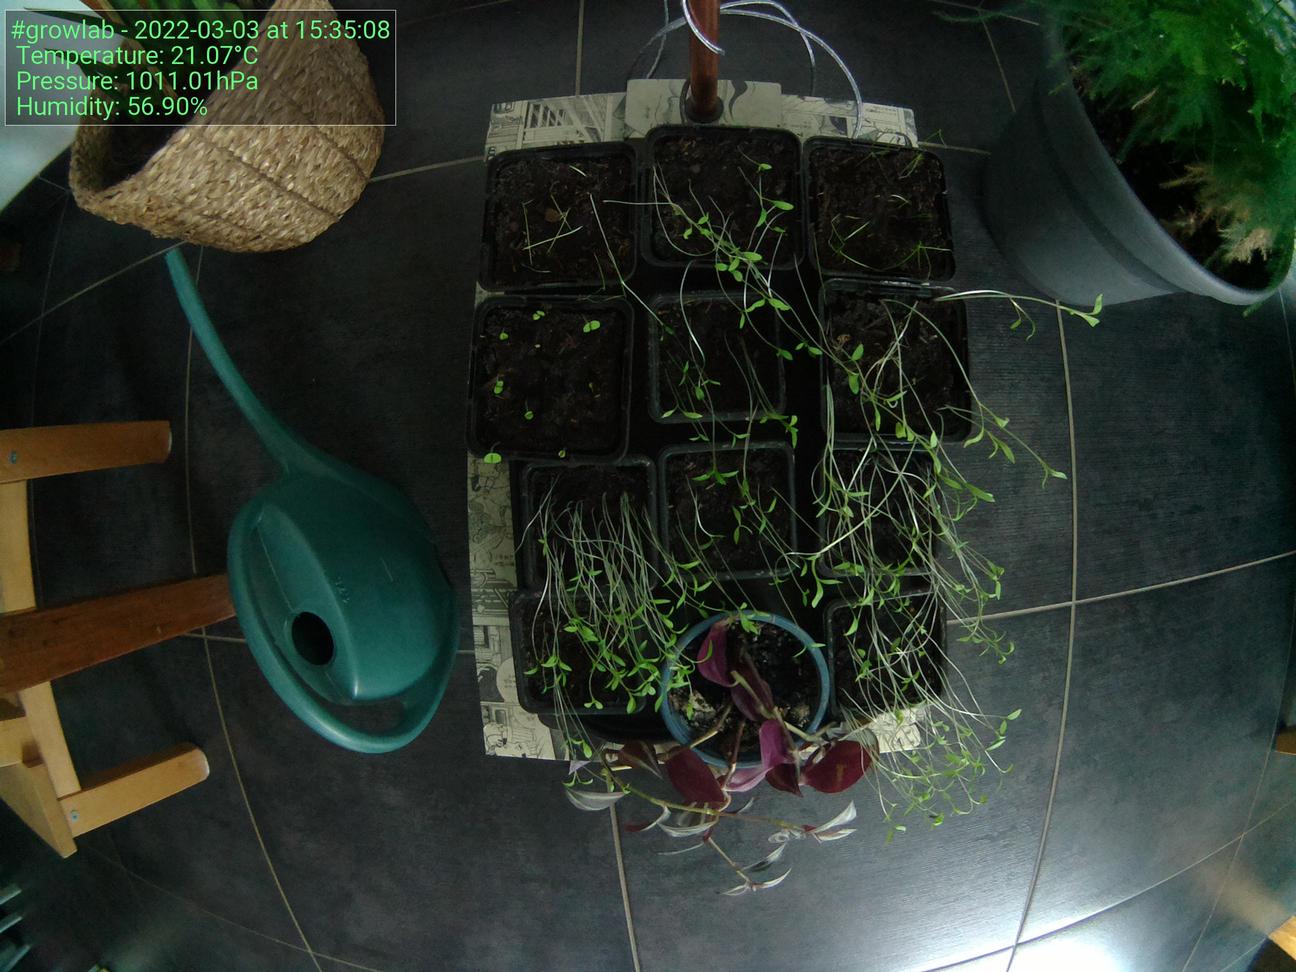 #growlab - 2022-03-03 at 15:35:08
Temperature: 21.07°C
Pressure: 1011.01hPa
Humidity: 56.90%